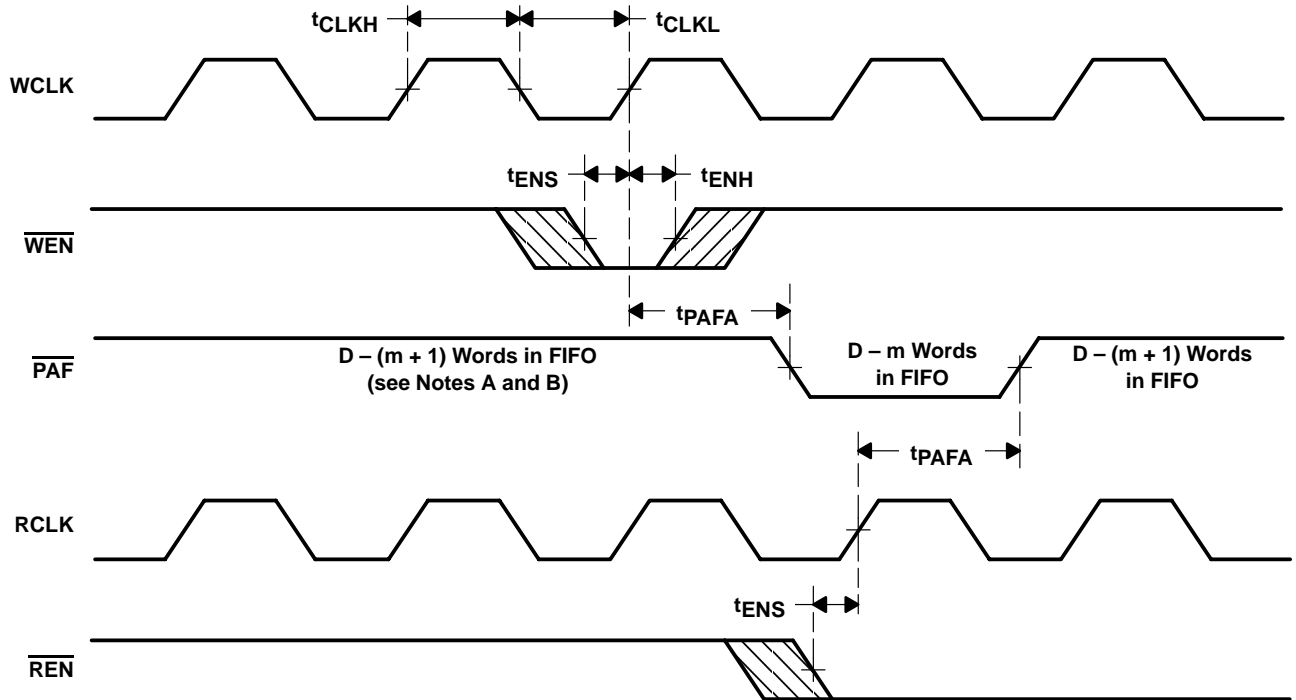 tCLKH
tCLKL
WCLK
tENS
tENH
WEN
tPAFA
PAF
D – (m + 1) Words in FIFO
(see Notes A and B)
D – m Words
in FIFO
D – (m + 1) Words
in FIFO
tPAFA
RCLK
tENS
REN